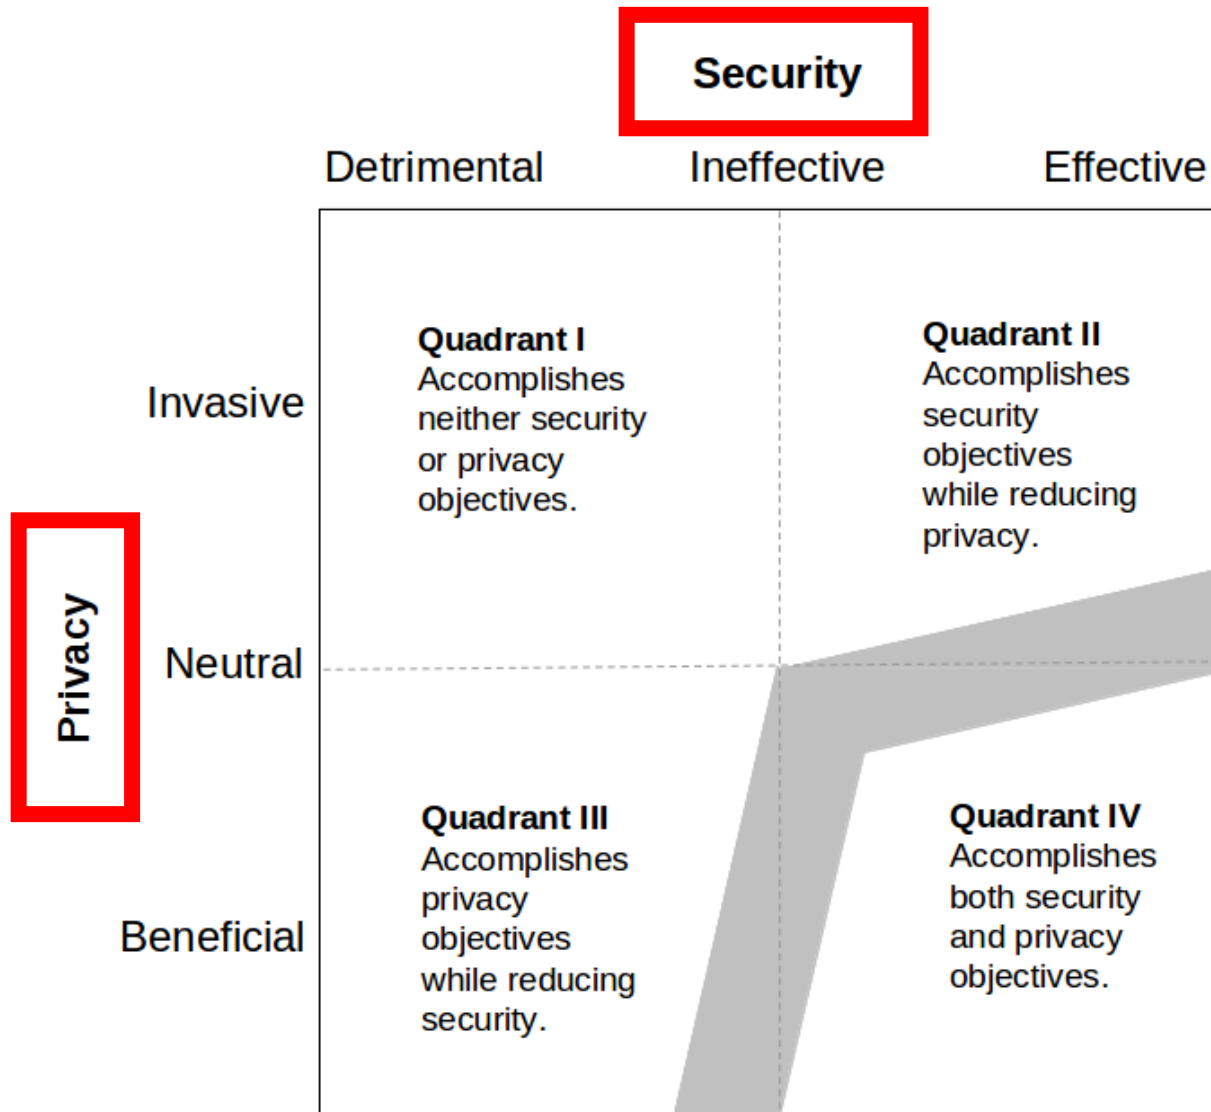 Security
Detrimental Ineffective Effective
Quadrant I
Accomplishes
neither security
or privacy
objectives.
Quadrant II
Accomplishes
security
objectives
while reducing
privacy.
Invasive
Privacy
Neutral
Quadrant III
Accomplishes
privacy
objectives
while reducing
security.
Quadrant IV
Accomplishes
both security
and privacy
objectives.
Beneficial